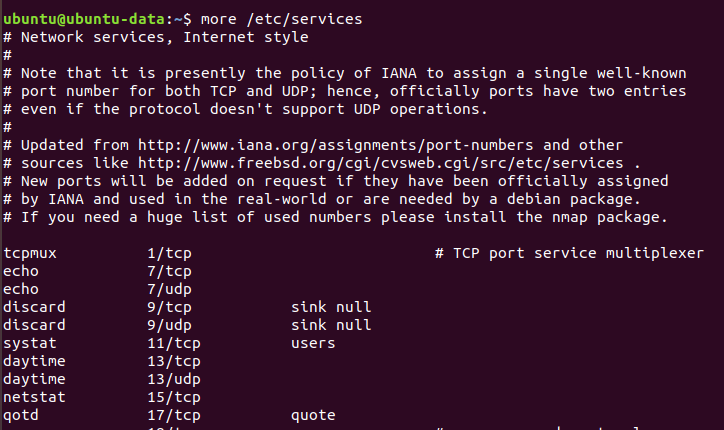 ubuntu@ubuntu-data:~$ more /etc/services
# Network services, Internet style
#
# Note that it is presently the policy of IANA to assign a single well-known
# port number for both TCP and UDP; hence, officially ports have two entries
# even if the protocol doesn't support UDP operations.
#
# Updated from http://www.iana.org/assignments/port-numbers and other
# sources like http://www.freebsd.org/cgi/cvsweb.cgi/src/etc/services .
# New ports will be added on request if they have been officially assigned
# by IANA and used in the real-world or are needed by a debian package.
# If you need a huge list of used numbers please install the nmap package.

tcpmux          1/tcp                           # TCP port service multiplexer
echo            7/tcp
echo            7/udp
discard         9/tcp           sink null
discard         9/udp           sink null
systat          11/tcp          users
daytime         13/tcp
daytime         13/udp
netstat         15/tcp
qotd            17/tcp          quote